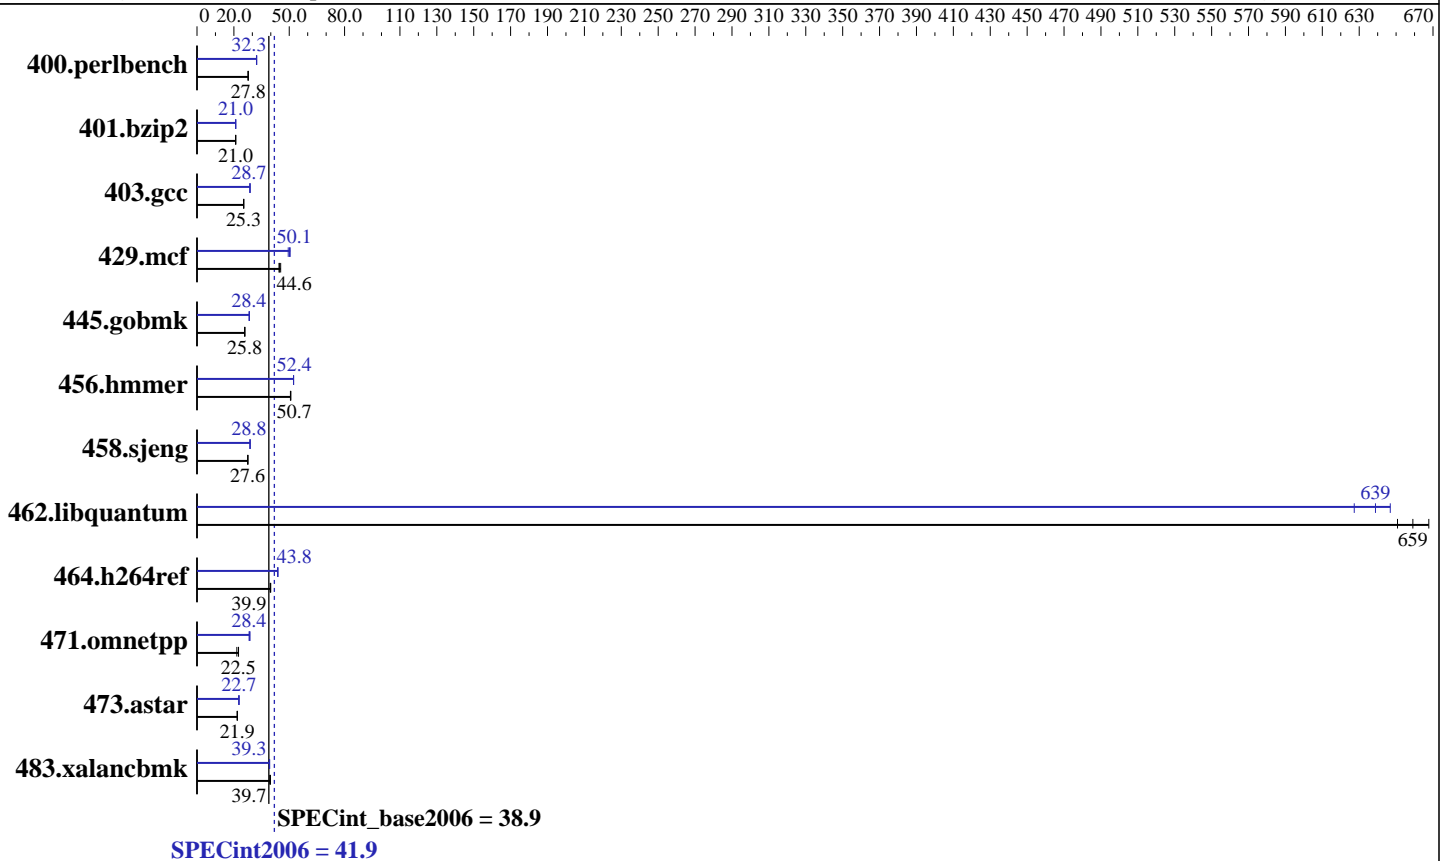 0 20.0 50.0 80.0 110 130 150 170 190 210 230 250 270 290 310 330 350 370 390 410 430 450 470 490 510 530 550 570 590 610 630 670
32.3
400.perlbench
27.8
21.0
401.bzip2
21.0
28.7
403.gcc
25.3
50.1
429.mcf
44.6
28.4
445.gobmk
25.8
52.4
456.hmmer
50.7
28.8
458.sjeng
27.6
639
462.libquantum
659
43.8
464.h264ref
39.9
28.4
471.omnetpp
22.5
22.7
473.astar
21.9
39.3
483.xalancbmk
39.7
SPECint_base2006 = 38.9
SPECint2006 = 41.9